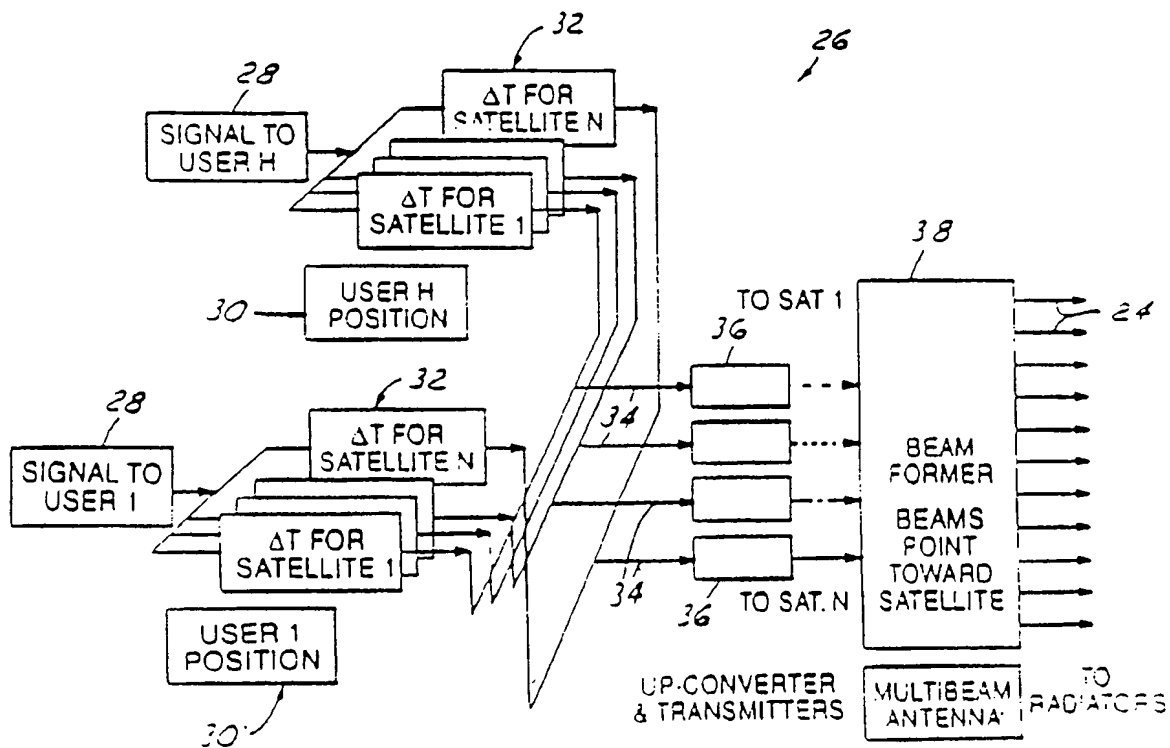 32
26
28
ΔT FOR
SATELLITE N
SIGNAL TO
USER H
ΔT FOR
SATELLITE 1
38
USER H
POSITION
30
TO SAT 1
24
36
32
28
34
ΔT FOR
SATELLITE N
BEAM
FORMER
SIGNAL TO
USER 1
BEAMS
POINT
TOWARD
SATELLITE
ΔT FOR
SATELLITE 1
34
36
TO SAT. N
USER 1
POSITION
UP-CONVERTER
& TRANSMITTERS
MULTIBEAM
ANTENNA
TO
RADIATORS
30